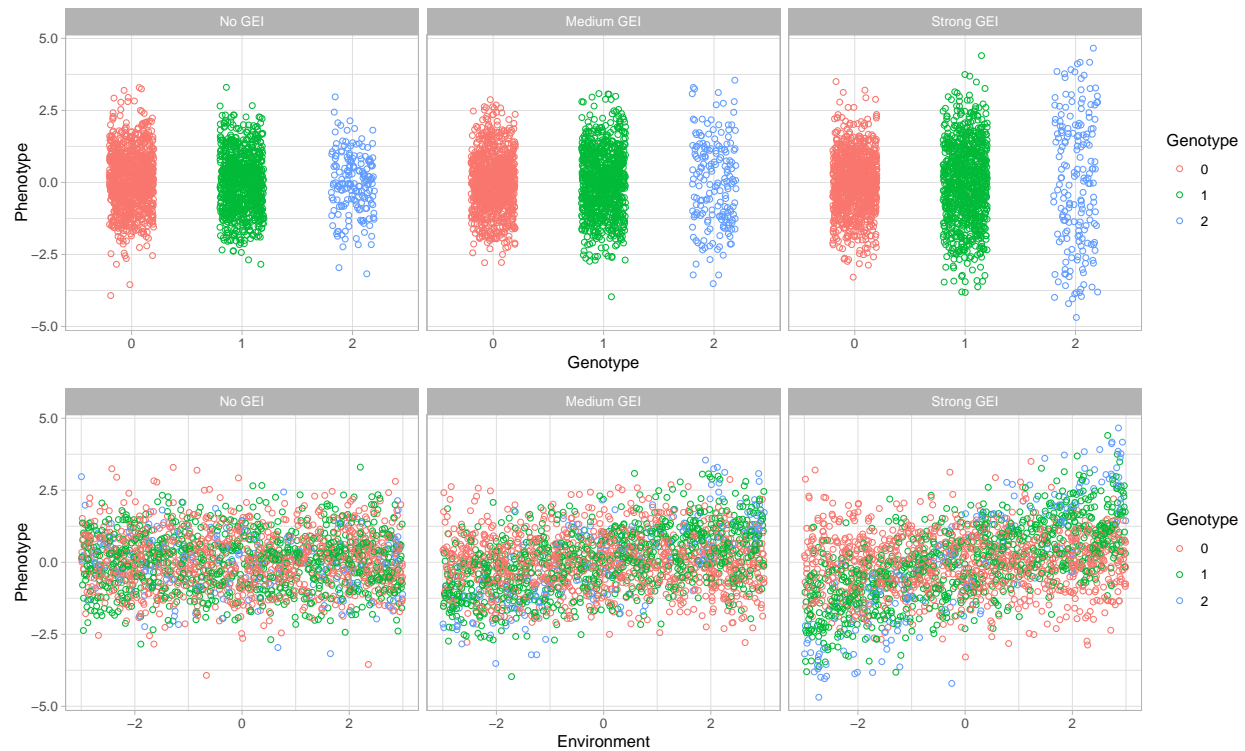 No GEI Medium GEI Strong GEI
5.0
2.5
0.0
−2.5
−5.0
Phenotype
0 1 2 0 1 2 0 1 2
Genotype
Genotype
0
1
2
No GEI Medium GEI Strong GEI
5.0
2.5
0.0
−2.5
−5.0
Phenotype
−2 0 2 −2 0 2 −2 0 2
Environment
Genotype
0
1
2